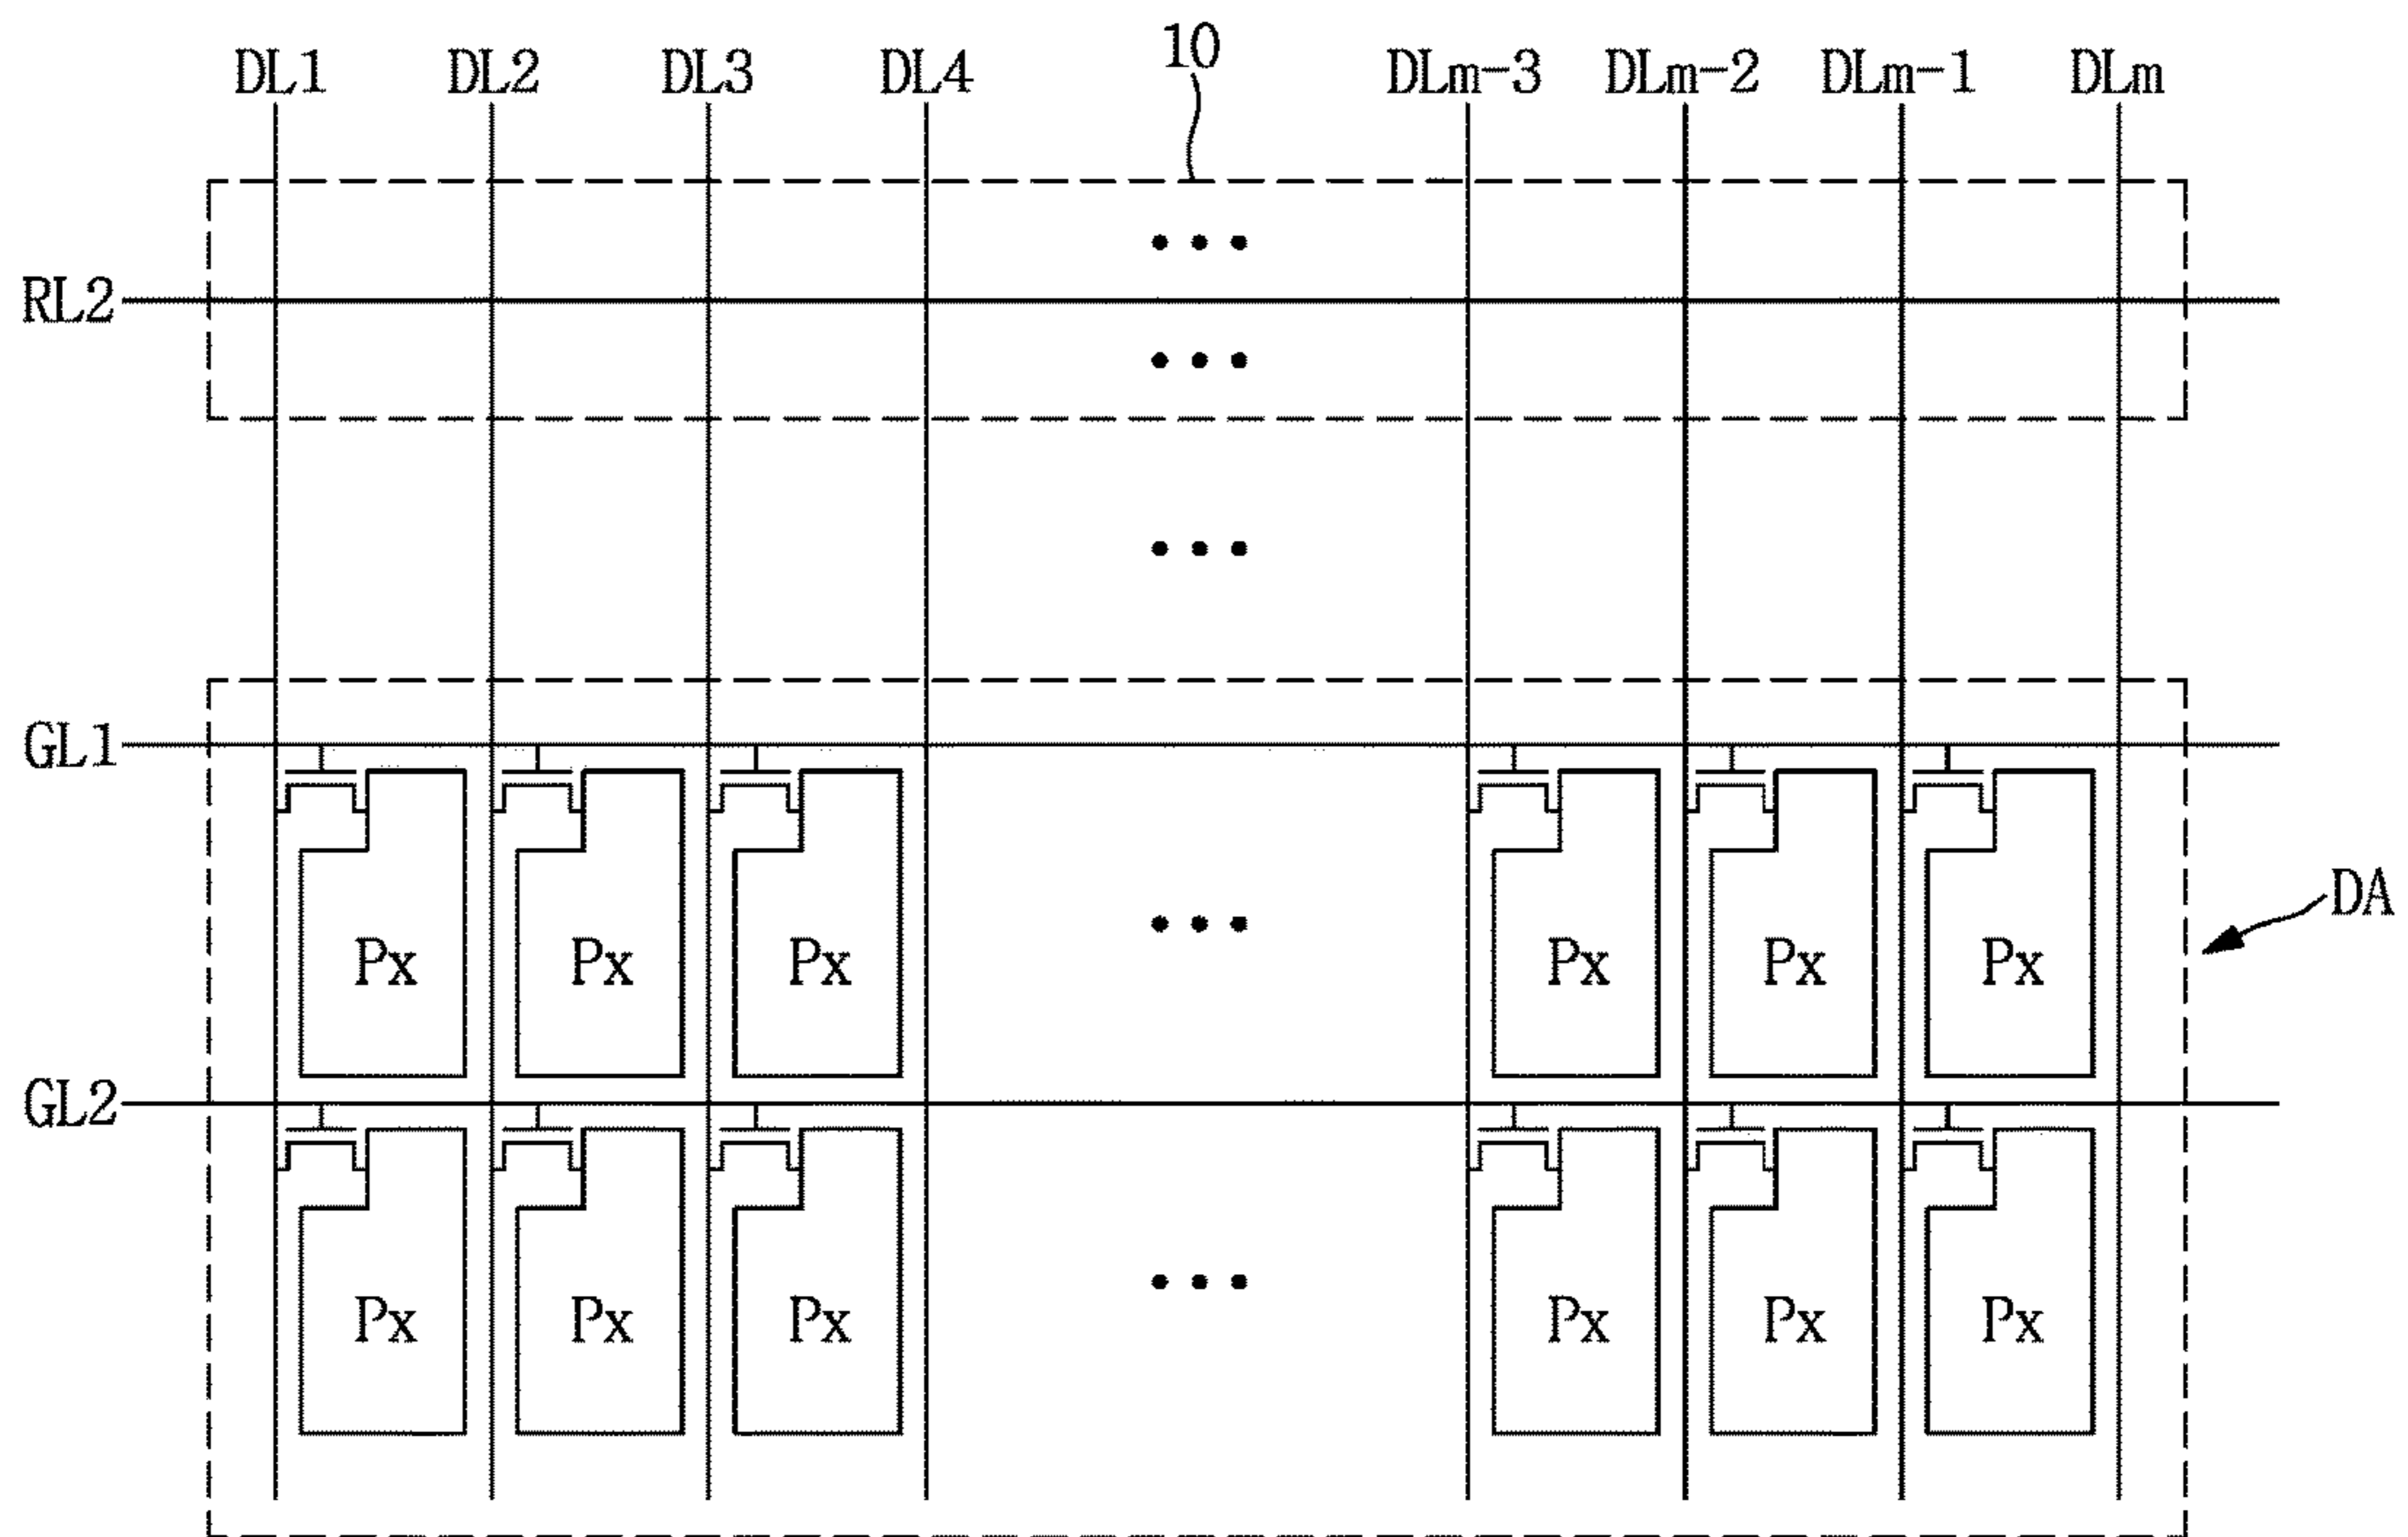 10
DL1 DL2 DL3 DL4 DLm-3 DLm-2 DLm-1 DLm
RL2
GL1
DA
Px Px Px Px Px Px
GL2
Px Px Px Px Px Px